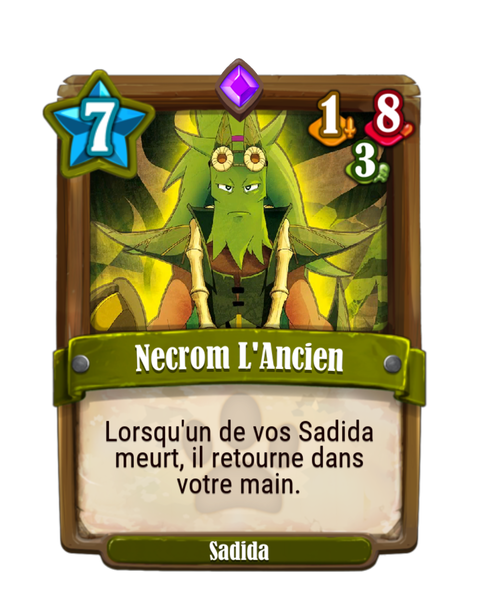 7
1
8
3
Necrom L'Ancien
Lorsqu'un de vos Sadida
meurt, il retourne dans
votre main.
Sadida